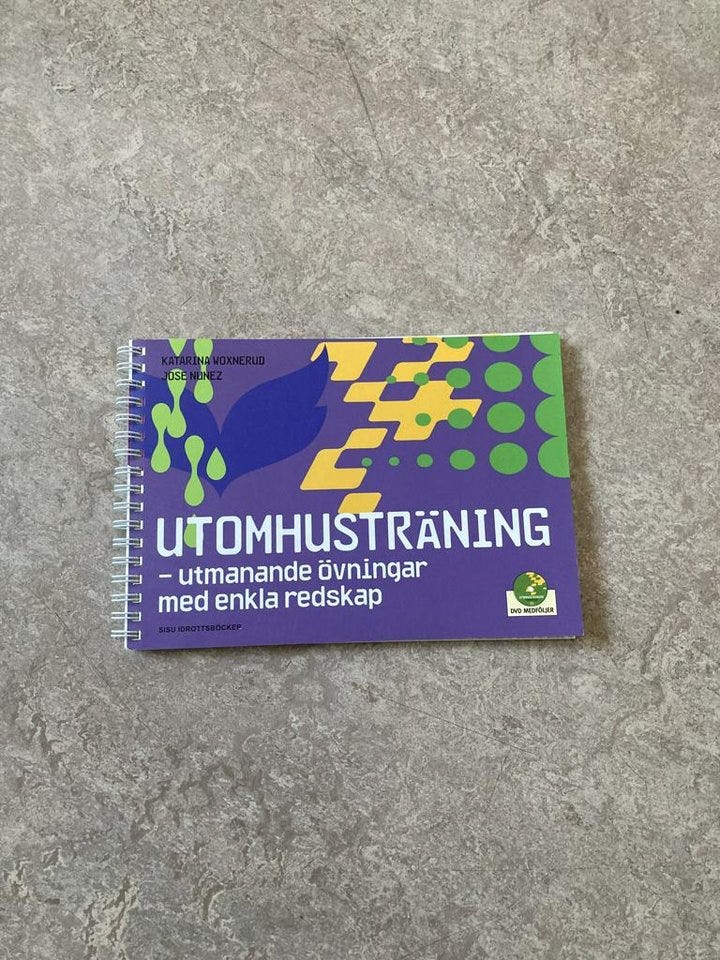 KATARINA WOXNERUD
JOSE NUNEZ
UTOMHUSTRÄNING
– utmanande övningar
med enkla redskap
DVD MEDFÖLJER
SISU IDROTTSBÖCKER